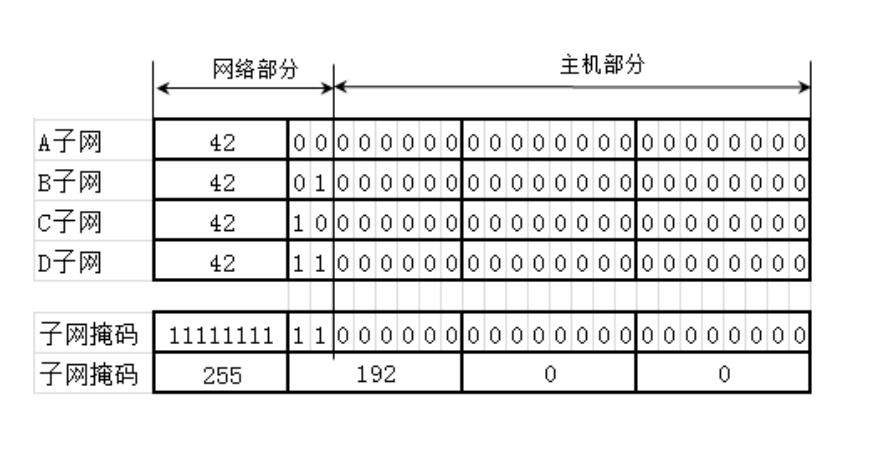 网络部分 主机部分
A子网 42 0 0 0 0 0 0 0 0 0 0 0 0 0 0 0 0 0 0 0 0 0 0 0 0
B子网 42 0 1 0 0 0 0 0 0 0 0 0 0 0 0 0 0 0 0 0 0 0 0 0 0
C子网 42 1 0 0 0 0 0 0 0 0 0 0 0 0 0 0 0 0 0 0 0 0 0 0 0
D子网 42 1 1 0 0 0 0 0 0 0 0 0 0 0 0 0 0 0 0 0 0 0 0 0 0
子网掩码 11111111 1 1 0 0 0 0 0 0 0 0 0 0 0 0 0 0 0 0 0 0 0 0 0 0
子网掩码 255 192 0 0